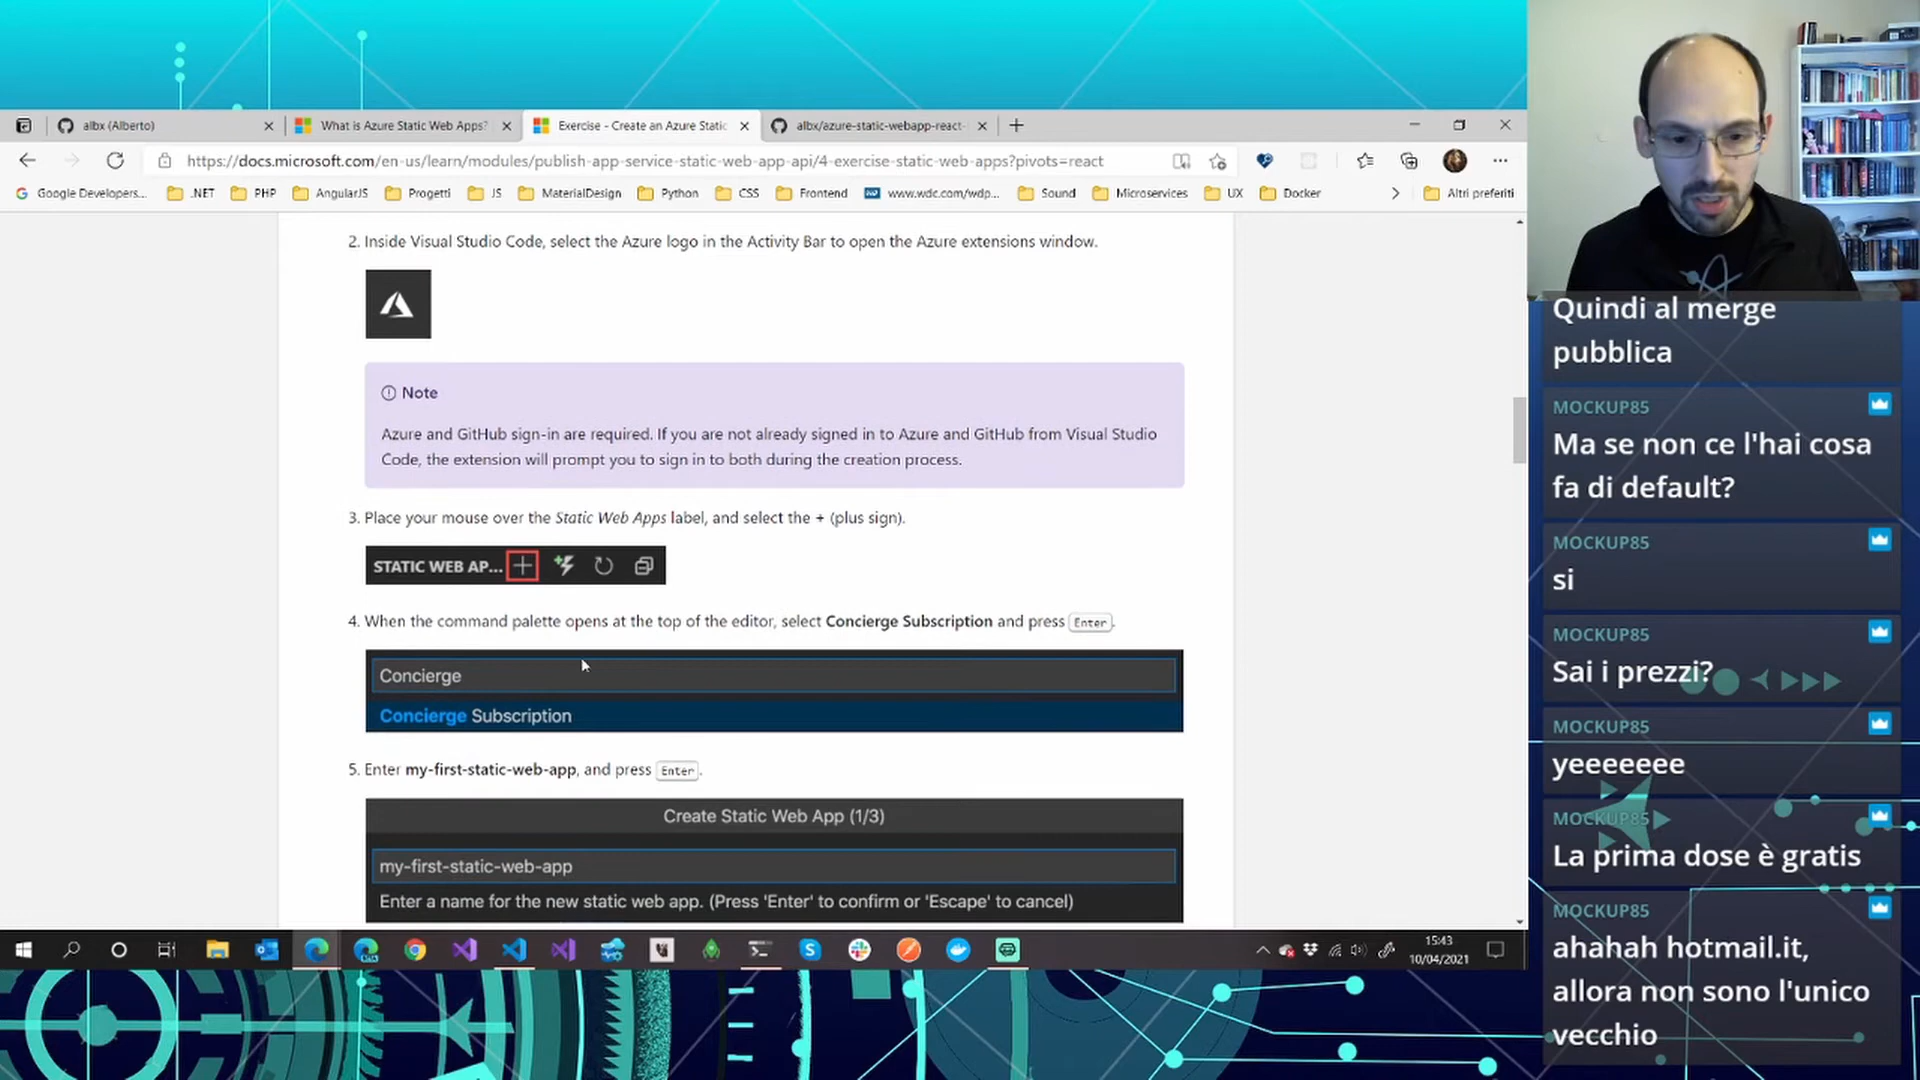 albx (Alberto)
What is Azure Static Web Apps?
Exercise - Create an Azure Static
albx/azure-static-webapp-react-
https://docs.microsoft.com/en-us/learn/modules/publish-app-service-static-web-app-api/4-exercise-static-web-apps?pivots=react
Google Developers...
.NET
PHP
AngularJS
Progetti
JS
MaterialDesign
Python
CSS
Frontend
www.wdc.com/wdp...
Sound
Microservices
UX
Docker
Altri preferiti
2. Inside Visual Studio Code, select the Azure logo in the Activity Bar to open the Azure extensions window.
Note
Azure and GitHub sign-in are required. If you are not already signed in to Azure and GitHub from Visual Studio
Code, the extension will prompt you to sign in to both during the creation process.
3. Place your mouse over the Static Web Apps label, and select the + (plus sign).
STATIC WEB AP...
4. When the command palette opens at the top of the editor, select Concierge Subscription and press Enter.
Concierge
Concierge Subscription
5. Enter my-first-static-web-app, and press Enter.
Create Static Web App (1/3)
my-first-static-web-app
Enter a name for the new static web app. (Press 'Enter' to confirm or 'Escape' to cancel)
15:43
10/04/2021
Quindi al merge
pubblica
MOCKUP85
Ma se non ce l'hai cosa
fa di default?
MOCKUP85
si
MOCKUP85
Sai i prezzi?
MOCKUP85
yeeeeeee
MOCKUP85
La prima dose è gratis
MOCKUP85
ahahah hotmail.it,
allora non sono l'unico
vecchio